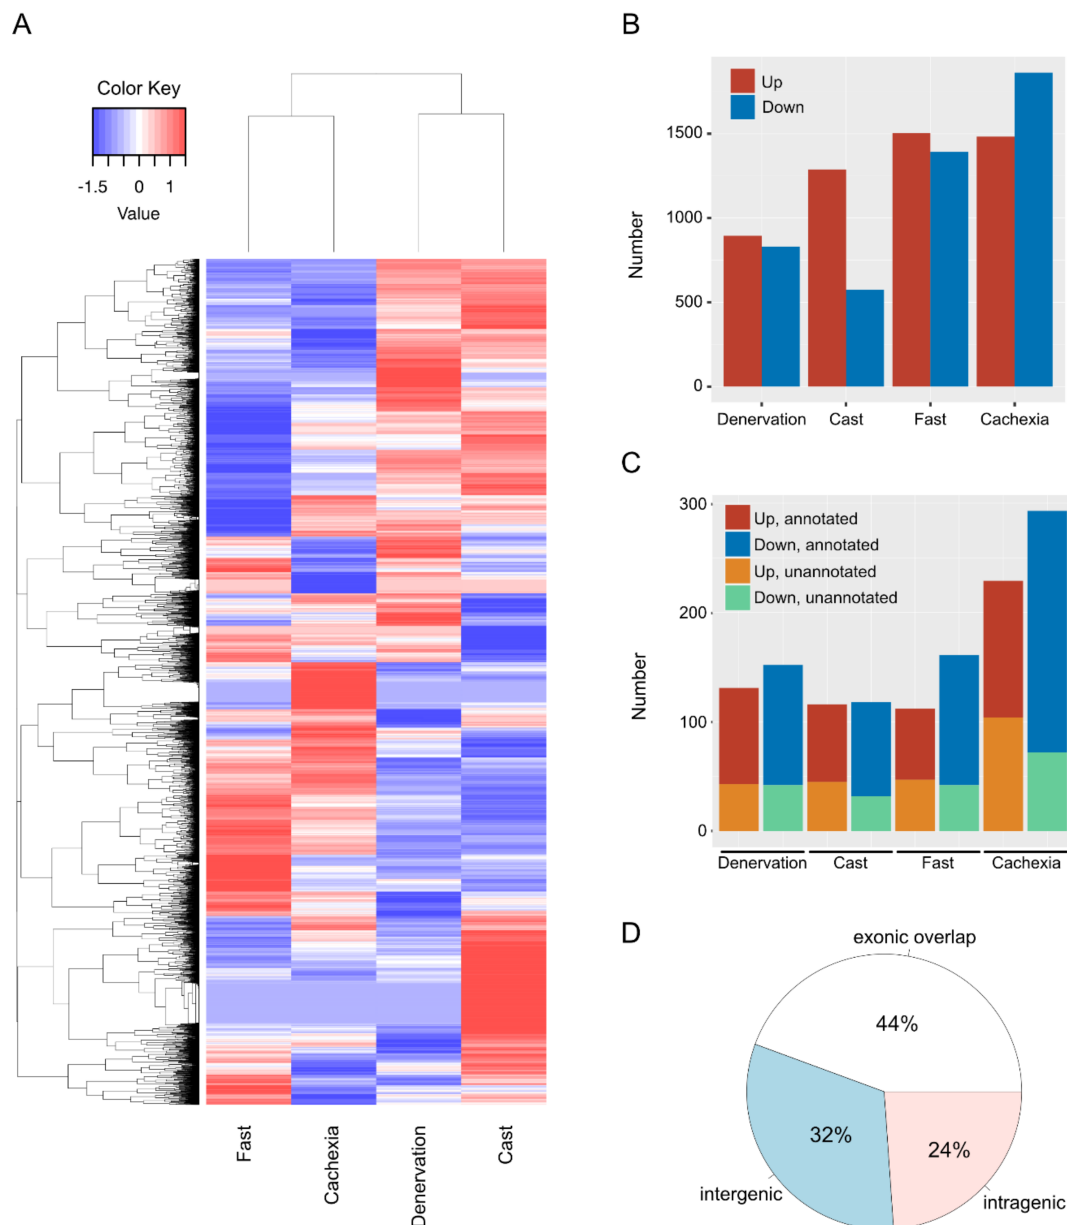 A
Color Key
-1.5 0 1
Value
Fast
Cachexia
Denervation
Cast
B
Up
Down
Number
1500
1000
500
0
Denervation Cast Fast Cachexia
C
Up, annotated
Down, annotated
Up, unannotated
Down, unannotated
Number
300
200
100
0
Denervation Cast Fast Cachexia
D
exonic overlap
44%
32%
24%
intergenic
intragenic